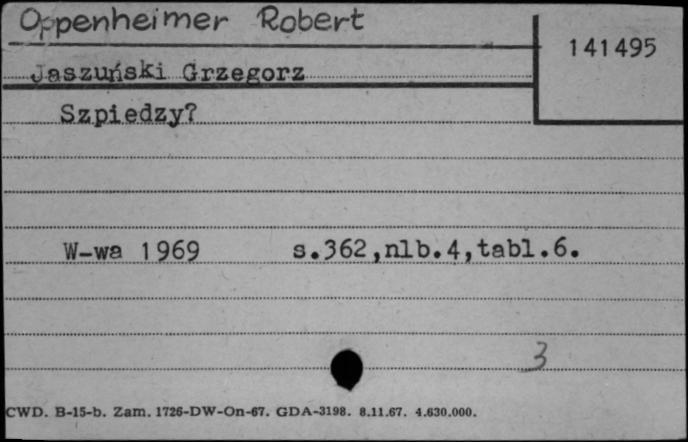 Oppenheimer Robert
141495
Jaszuński Grzegorz
Szpiedzy?
W-wa 1969 s.362,nlb.4,tabl.6.
3
CWD. B-15-b. Zam. 1726-DW-On-67. GDA-3198. 8.11.67. 4.630.000.